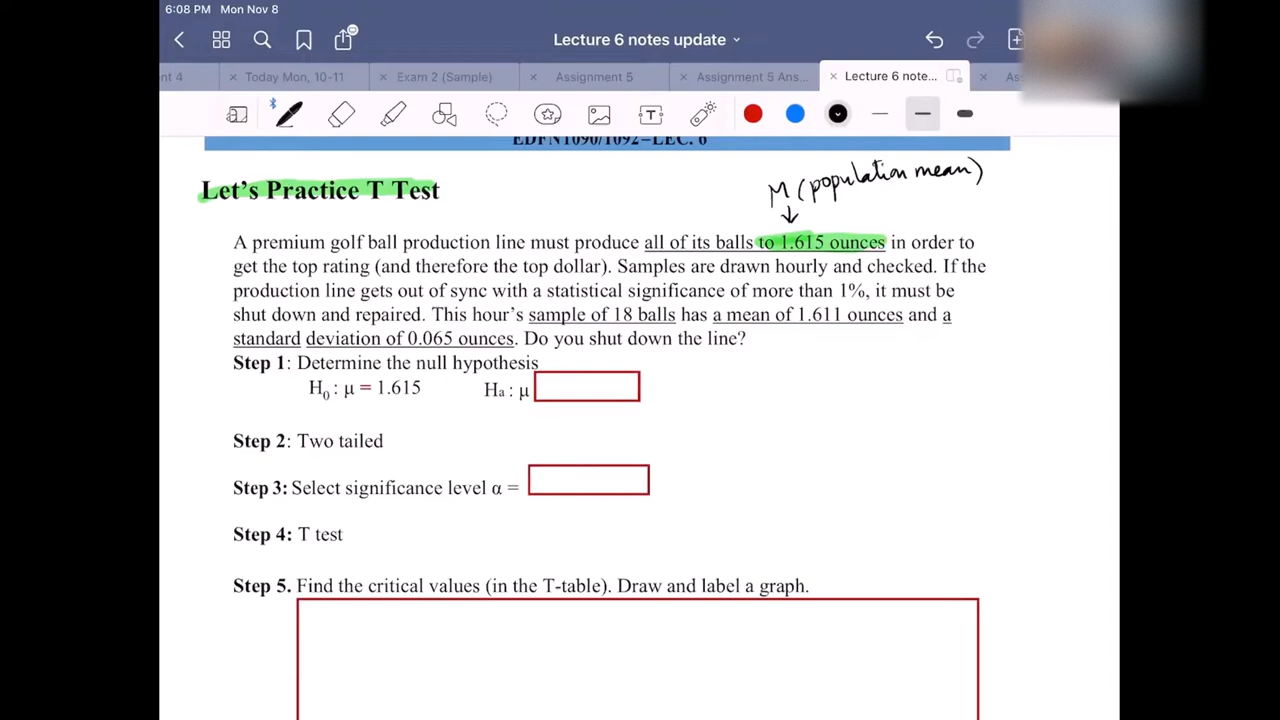 6:08 PM Mon Nov 8
Lecture 6 notes update
nt 4
Today Mon, 10-11
Exam 2 (Sample)
Assignment 5
Assignment 5 Ans...
Lecture 6 note...
EDFN1090/1092–LEC. 6
Let's Practice T Test
M (population mean)
A premium golf ball production line must produce all of its balls to 1.615 ounces in order to
get the top rating (and therefore the top dollar). Samples are drawn hourly and checked. If the
production line gets out of sync with a statistical significance of more than 1%, it must be
shut down and repaired. This hour's sample of 18 balls has a mean of 1.611 ounces and a
standard deviation of 0.065 ounces. Do you shut down the line?
Step 1: Determine the null hypothesis
H₀ : µ = 1.615 Ha : µ
Step 2: Two tailed
Step 3: Select significance level α =
Step 4: T test
Step 5. Find the critical values (in the T-table). Draw and label a graph.